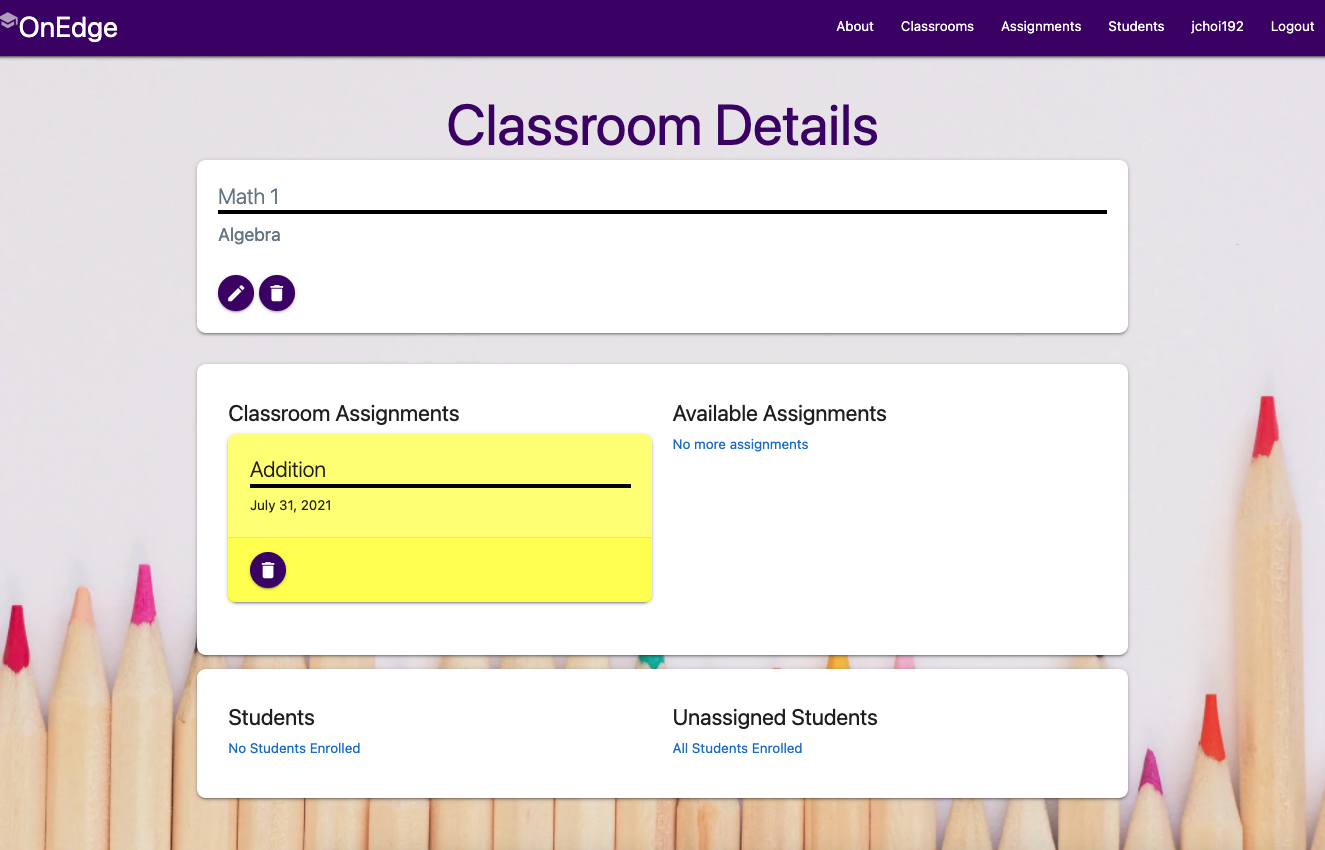 OnEdge
About
Classrooms
Assignments
Students
jchoi192
Logout
Classroom Details
Math 1
Algebra
Classroom Assignments
Addition
July 31, 2021
Available Assignments
No more assignments
Students
No Students Enrolled
Unassigned Students
All Students Enrolled